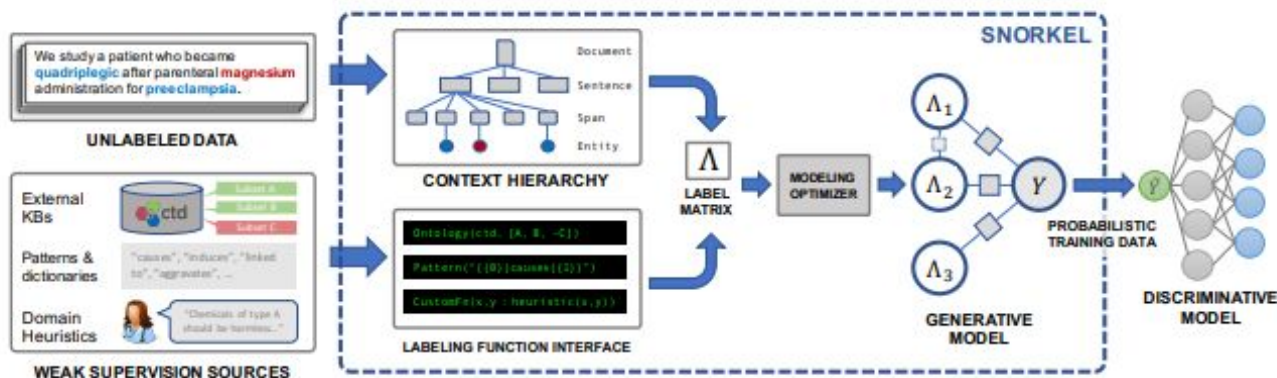 SNORKEL
We study a patient who became
quadriplegic after parenteral magnesium
administration for preeclampsia.
UNLABELED DATA
Document
Sentence
Span
Entity
CONTEXT HIERARCHY
External
KBs
ctd
Subset A
Subset B
Subset C
Patterns &
dictionaries
"causes", "induces", "linked
to", "aggravates", …
Domain
Heuristics
"Chemicals of type A
should be harmless…"
WEAK SUPERVISION SOURCES
Ontology(ctd, [A, B, -C])
Pattern("{{0}}causes{{1}}")
CustomFn(x,y : heuristic(x,y))
LABELING FUNCTION INTERFACE
Λ
LABEL
MATRIX
MODELING
OPTIMIZER
Λ1
Λ2
Λ3
Y
GENERATIVE
MODEL
PROBABILISTIC
TRAINING DATA
Ŷ
DISCRIMINATIVE
MODEL